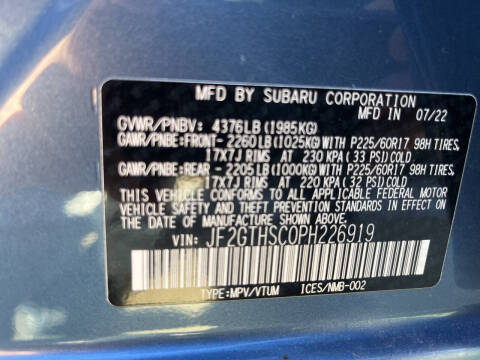 MFD BY SUBARU CORPORATION
MFD IN 07/22
GVWR/PNBV: 4376LB (1985KG)
GAWR/PNBE:FRONT- 2260LB (1025KG)WITH P225/60R17 98H TIRES,
17X7J RIMS AT 230 KPA (33 PSI)COLD
GAWR/PNBE:REAR - 2205LB (1000KG)WITH P225/60R17 98H TIRES,
17X7J RIMS AT 220 KPA (32 PSI)COLD
THIS VEHICLE CONFORMS TO ALL APPLICABLE FEDERAL MOTOR
VEHICLE SAFETY AND THEFT PREVENTION STANDARDS IN EFFECT ON
THE DATE OF MANUFACTURE SHOWN ABOVE.
VIN: JF2GTHSC0PH226919
TYPE:MPV/VTUM ICES/NMB-002